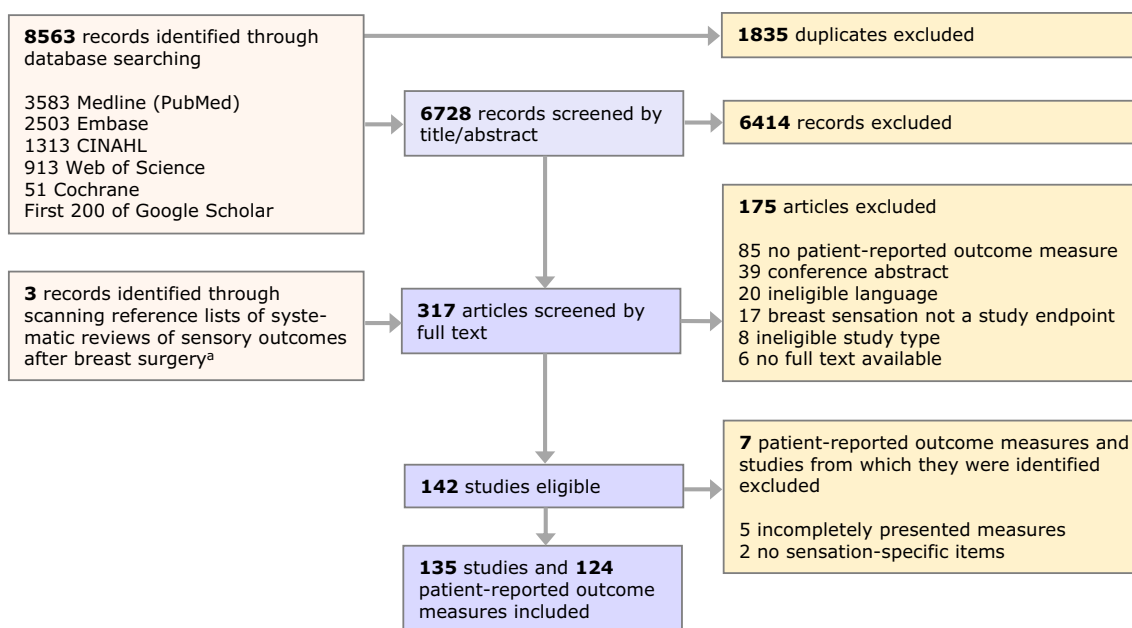 8563 records identified through
database searching
3583 Medline (PubMed)
2503 Embase
1313 CINAHL
913 Web of Science
51 Cochrane
First 200 of Google Scholar
1835 duplicates excluded
6728 records screened by
title/abstract
6414 records excluded
3 records identified through
scanning reference lists of syste-
matic reviews of sensory outcomes
after breast surgeryᵃ
317 articles screened by
full text
175 articles excluded
85 no patient-reported outcome measure
39 conference abstract
20 ineligible language
17 breast sensation not a study endpoint
8 ineligible study type
6 no full text available
142 studies eligible
7 patient-reported outcome measures and
studies from which they were identified
excluded
5 incompletely presented measures
2 no sensation-specific items
135 studies and 124
patient-reported outcome
measures included